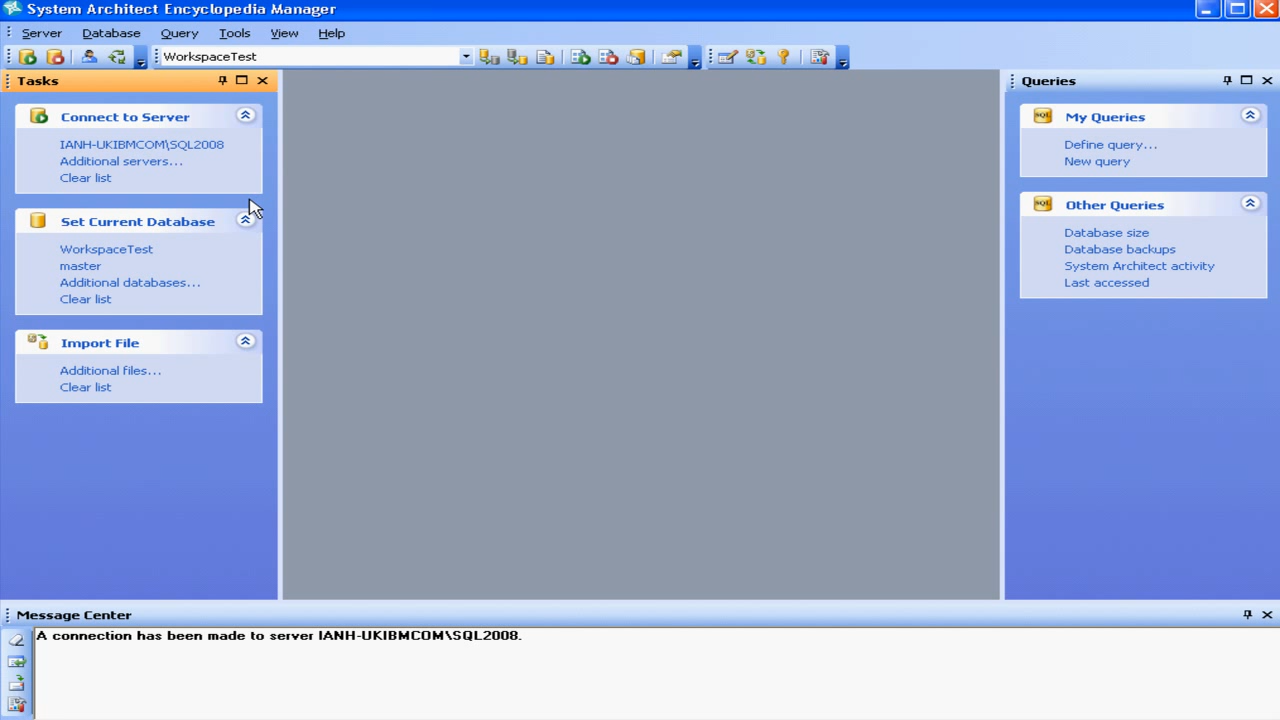 System Architect Encyclopedia Manager
Server Database Query Tools View Help
WorkspaceTest
Tasks
Connect to Server
IANH-UKIBMCOM\SQL2008
Additional servers...
Clear list
Set Current Database
WorkspaceTest
master
Additional databases...
Clear list
Import File
Additional files...
Clear list
Queries
SQL My Queries
Define query...
New query
SQL Other Queries
Database size
Database backups
System Architect activity
Last accessed
Message Center
A connection has been made to server IANH-UKIBMCOM\SQL2008.